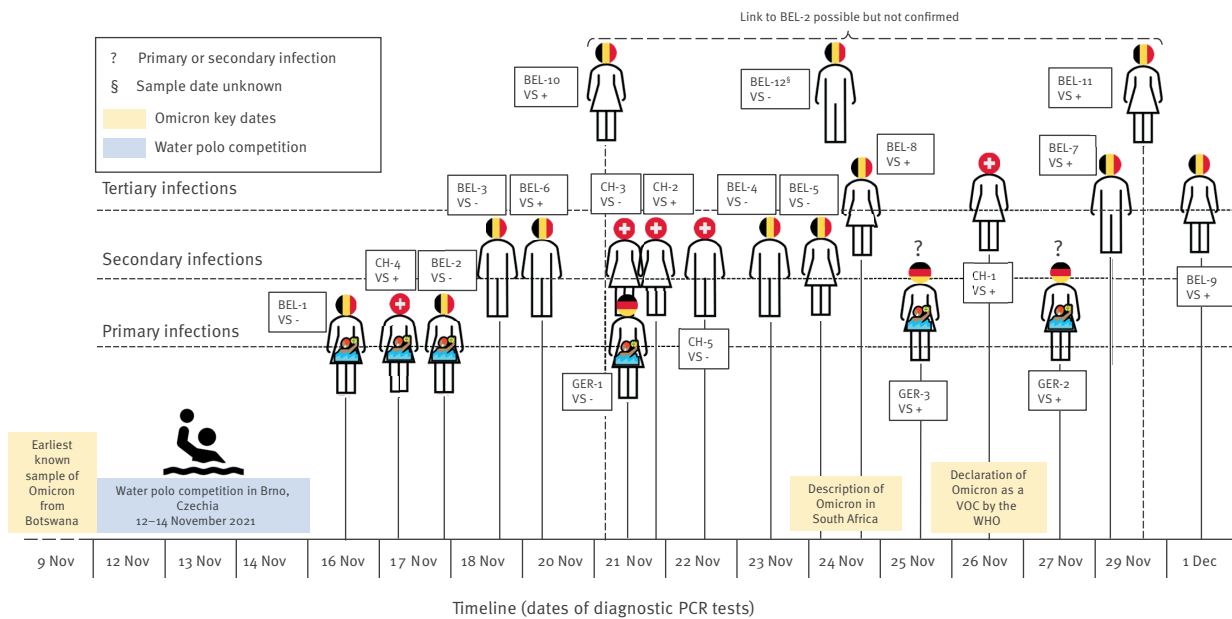 Link to BEL-2 possible but not confirmed
? Primary or secondary infection
§ Sample date unknown
Omicron key dates
Water polo competition
BEL-10
VS +
BEL-12§
VS -
BEL-11
VS +
BEL-8
VS +
BEL-7
VS +
Tertiary infections
BEL-3
VS -
BEL-6
VS +
CH-3
VS -
CH-2
VS +
BEL-4
VS -
BEL-5
VS -
Secondary infections
CH-4
VS +
BEL-2
VS -
?
?
CH-1
VS +
BEL-9
VS +
BEL-1
VS -
Primary infections
CH-5
VS -
GER-1
VS -
GER-3
VS +
GER-2
VS +
Earliest
known
sample of
Omicron
from
Botswana
Water polo competition in Brno,
Czechia
12–14 November 2021
Description of
Omicron in
South Africa
Declaration of
Omicron as a
VOC by the
WHO
9 Nov
12 Nov
13 Nov
14 Nov
16 Nov
17 Nov
18 Nov
20 Nov
21 Nov
22 Nov
23 Nov
24 Nov
25 Nov
26 Nov
27 Nov
29 Nov
1 Dec
Timeline (dates of diagnostic PCR tests)